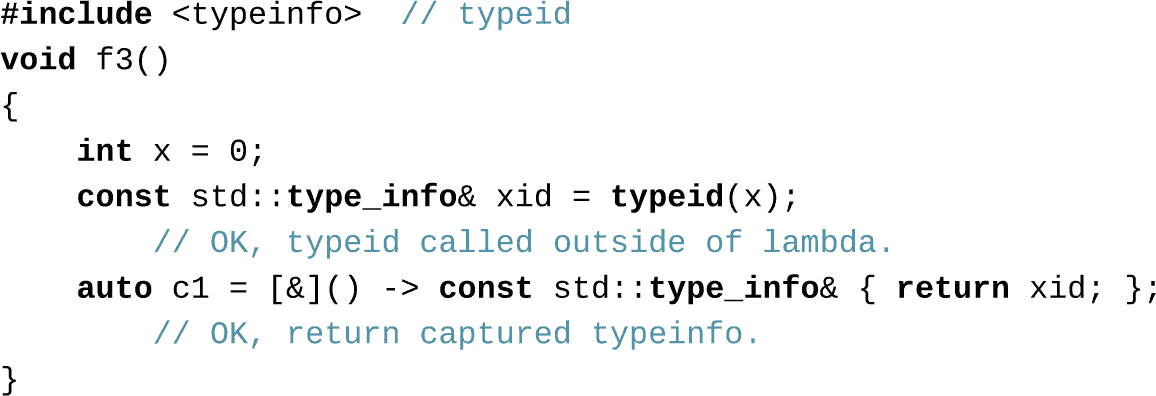 #include <typeinfo>  // typeid
void f3()
{
    int x = 0;
    const std::type_info& xid = typeid(x);
        // OK, typeid called outside of lambda.
    auto c1 = [&]() -> const std::type_info& { return xid; };
        // OK, return captured typeinfo.
}